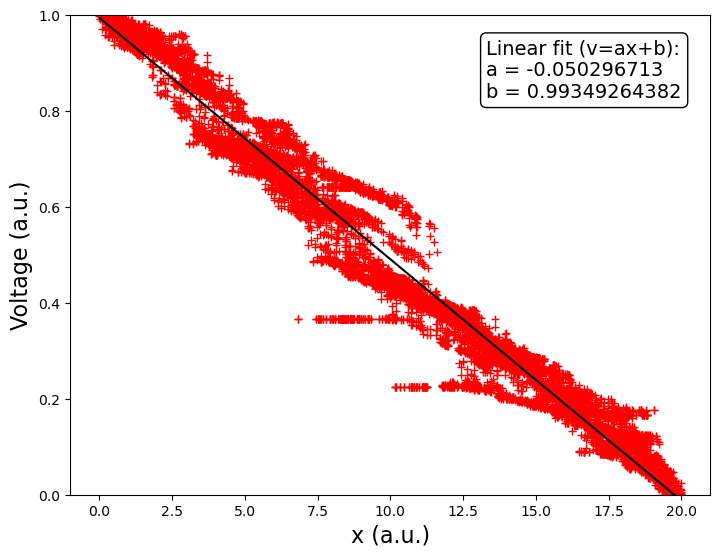 Linear fit (v=ax+b):
a = -0.050296713
b = 0.99349264382
1.0
0.8
0.6
0.4
0.2
0.0
Voltage (a.u.)
0.0 2.5 5.0 7.5 10.0 12.5 15.0 17.5 20.0
x (a.u.)